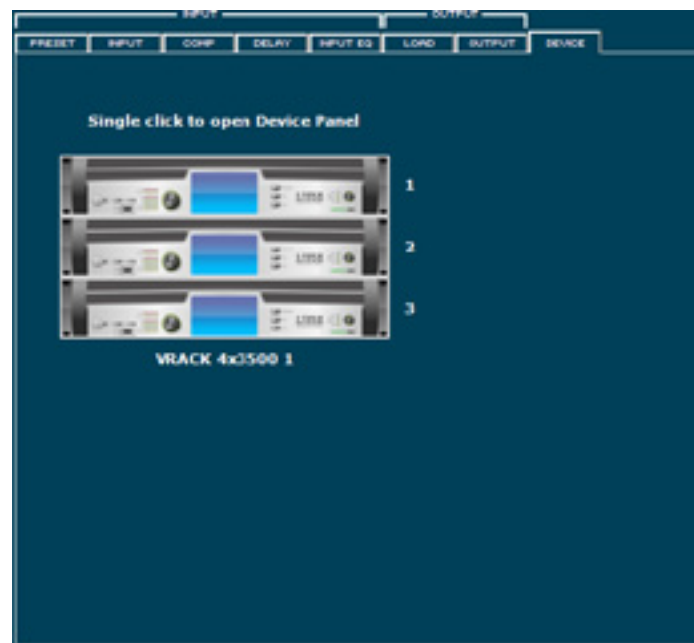 INPUT OUTPUT
PRESET INPUT COMP DELAY INPUT EQ LOAD OUTPUT DEVICE
Single click to open Device Panel
1
2
3
VRACK 4x3500 1